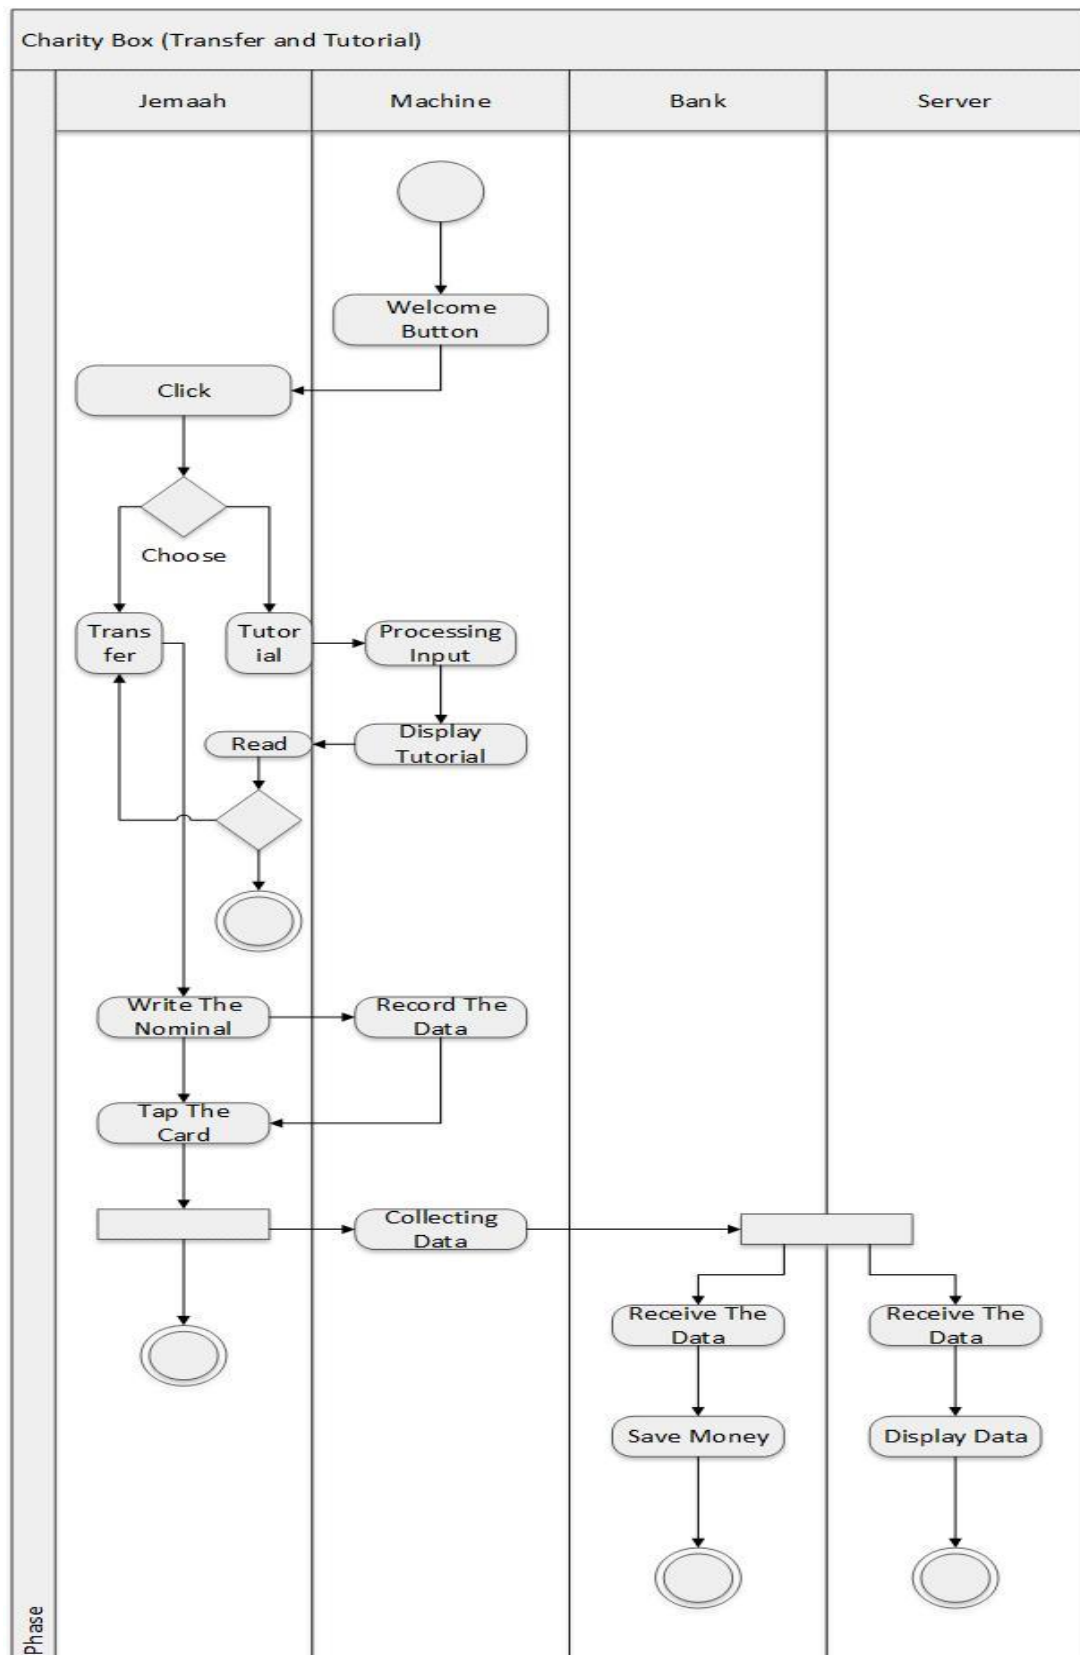 Charity Box (Transfer and Tutorial)
Jemaah
Machine
Bank
Server
Welcome
Button
Click
Choose
Trans
fer
Tutor
ial
Processing
Input
Display
Tutorial
Read
Write The
Nominal
Record The
Data
Tap The
Card
Collecting
Data
Receive The
Data
Receive The
Data
Save Money
Display Data
Phase